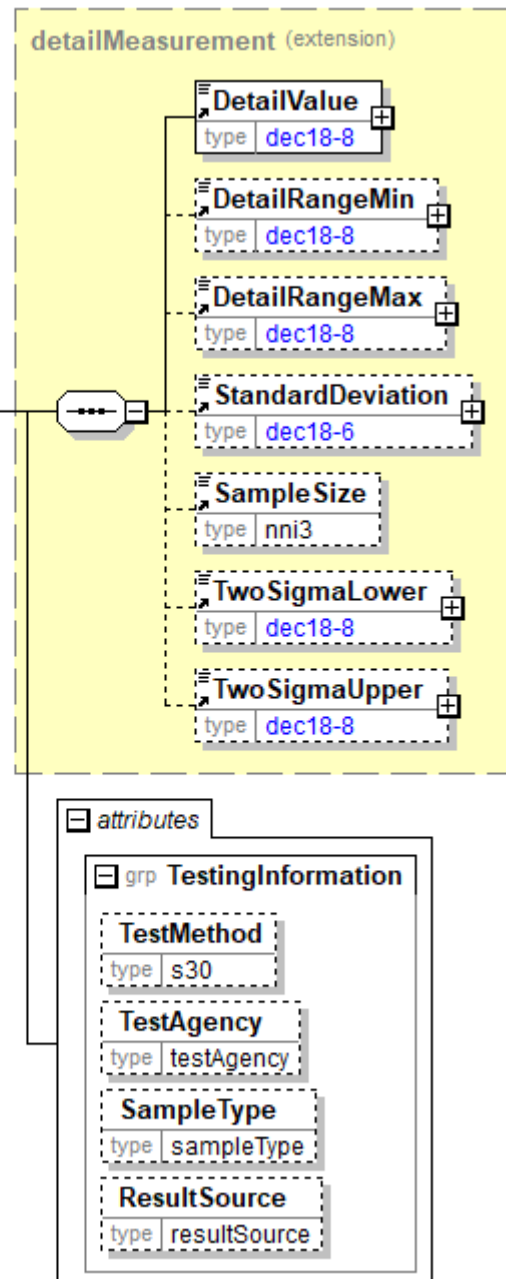 detailMeasurement (extension)
DetailValue
type dec18-8
DetailRangeMin
type dec18-8
DetailRangeMax
type dec18-8
StandardDeviation
type dec18-6
SampleSize
type nni3
TwoSigmaLower
type dec18-8
TwoSigmaUpper
type dec18-8
attributes
grp TestingInformation
TestMethod
type s30
TestAgency
type testAgency
SampleType
type sampleType
ResultSource
type resultSource